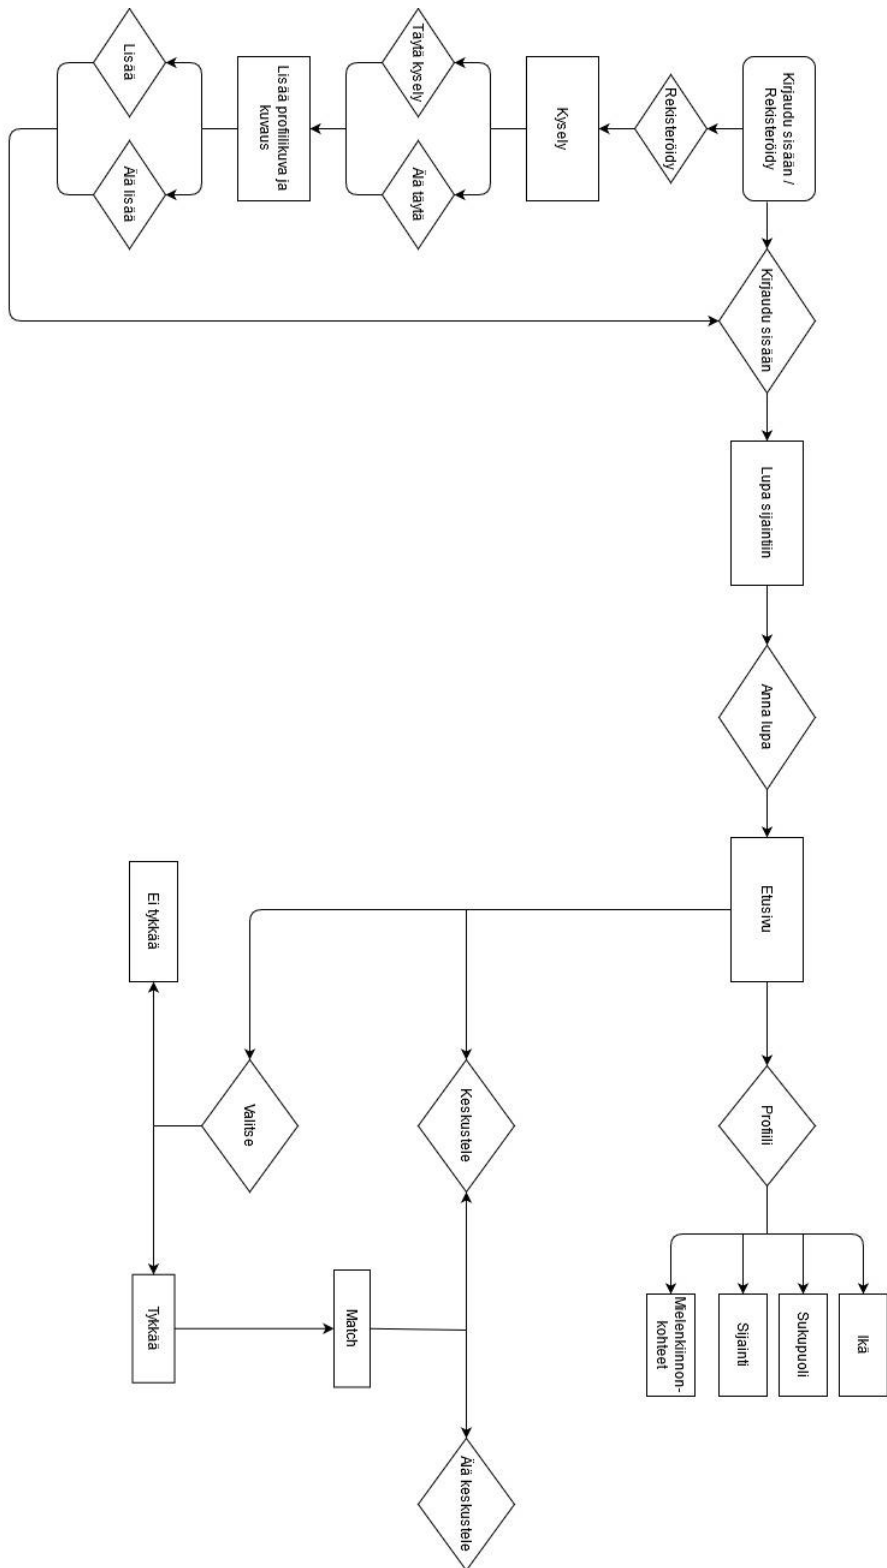 Kirjaudu sisään /
Rekisteröidy
Rekisteröidy
Kysely
Täytä kysely
Älä täytä
Lisää profiilikuva ja
kuvaus
Lisää
Älä lisää
Kirjaudu sisään
Lupa sijaintiin
Anna lupa
Etusivu
Profiili
Ikä
Sukupuoli
Sijainti
Mielenkiinnon-
kohteet
Keskustele
Valitse
Ei tykkää
Tykkää
Match
Älä keskustele